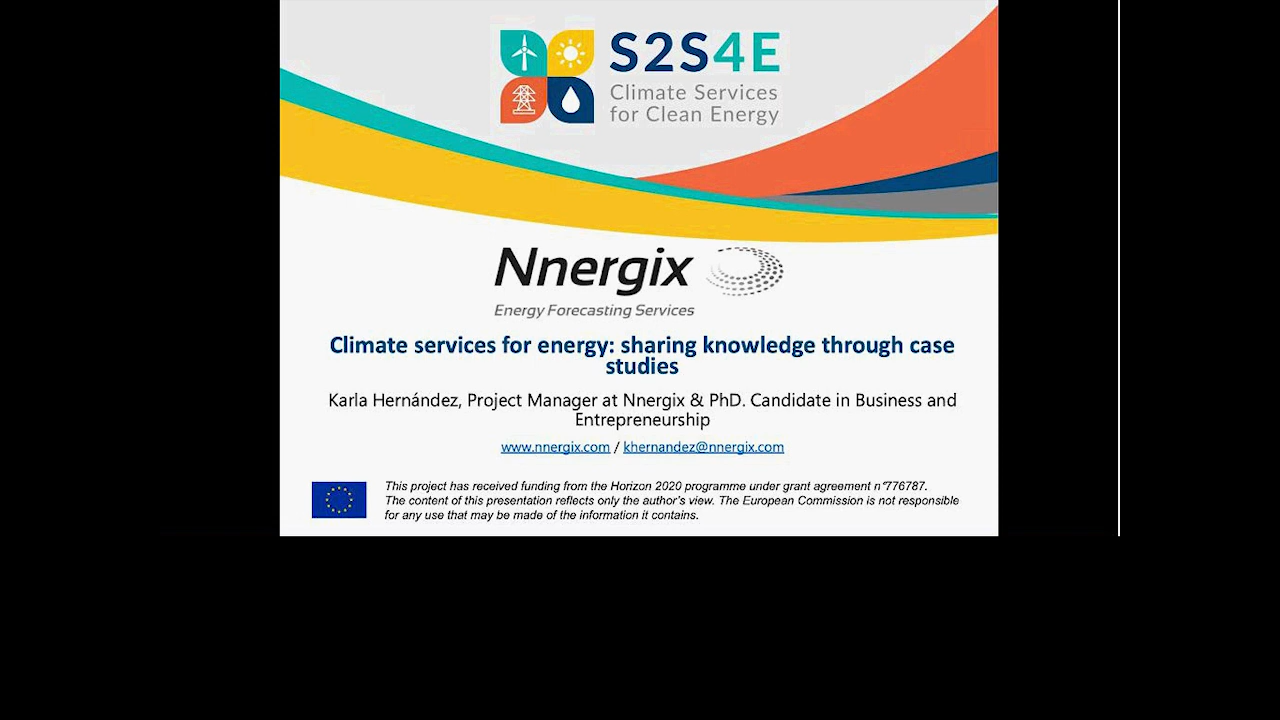 S2S4E
Climate Services
for Clean Energy
Nnergix
Energy Forecasting Services
Climate services for energy: sharing knowledge through case
studies
Karla Hernández, Project Manager at Nnergix & PhD. Candidate in Business and
Entrepreneurship
www.nnergix.com / khernandez@nnergix.com
This project has received funding from the Horizon 2020 programme under grant agreement n°776787.
The content of this presentation reflects only the author's view. The European Commission is not responsible
for any use that may be made of the information it contains.